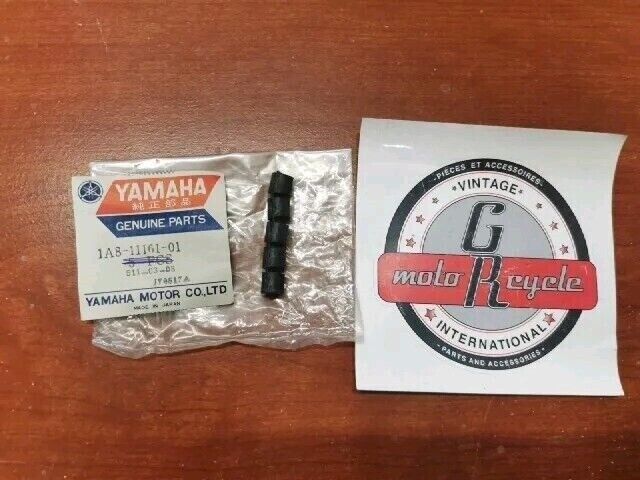 YAMAHA
純正部品
GENUINE PARTS
1A8-11161-01
5 PCS
YAMAHA MOTOR CO.,LTD
MADE IN JAPAN
PIÈCES ET ACCESSOIRES
VINTAGE
G
moto R cycle
INTERNATIONAL
PARTS AND ACCESSORIES